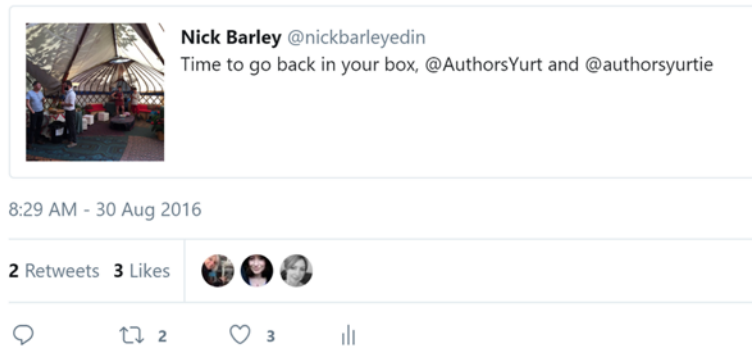 Nick Barley @nickbarleyedin
Time to go back in your box, @AuthorsYurt and @authorsyurtie
8:29 AM - 30 Aug 2016
2 Retweets 3 Likes
2 3